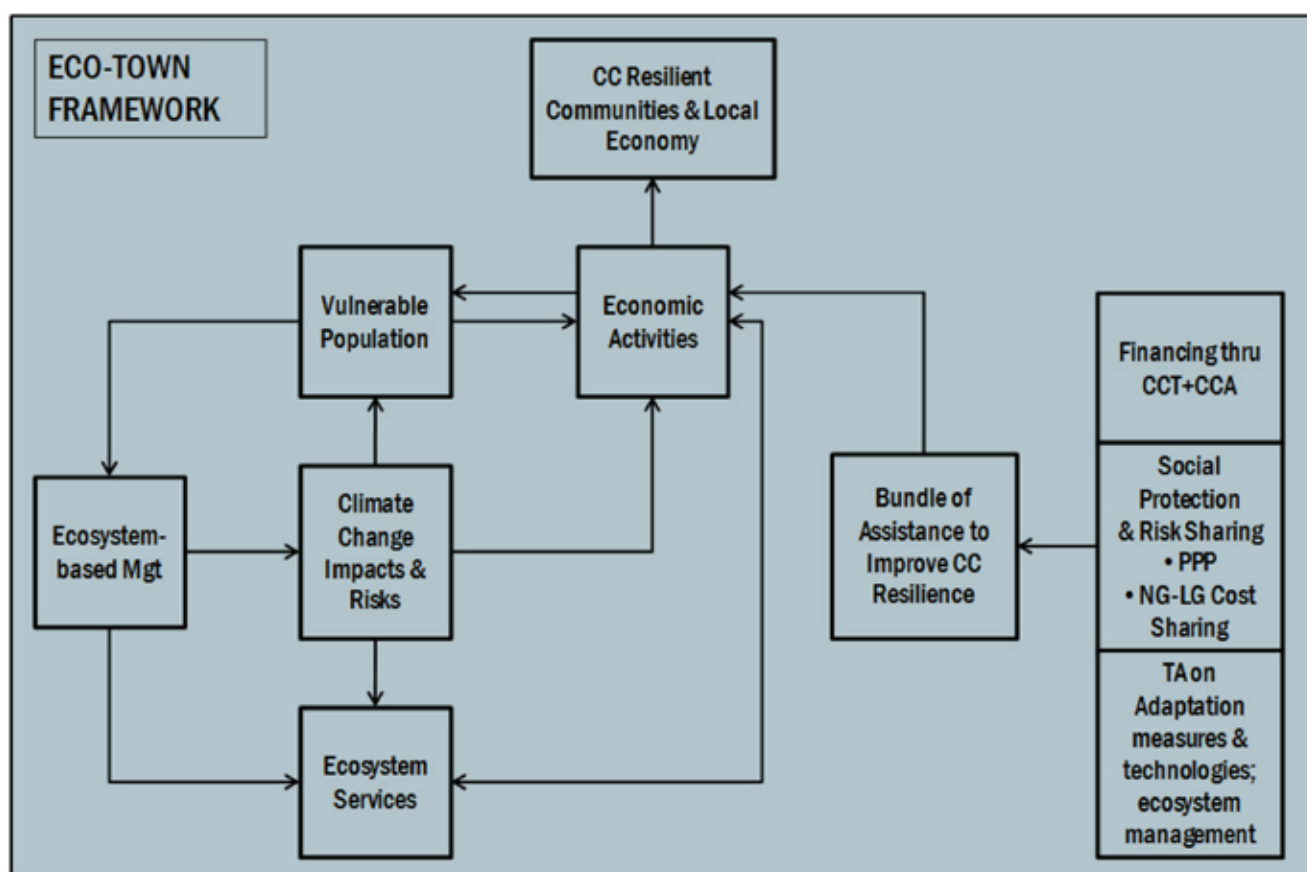 ECO-TOWN
FRAMEWORK
CC Resilient
Communities & Local
Economy
Vulnerable
Population
Economic
Activities
Financing thru
CCT+CCA
Ecosystem-
based Mgt
Climate
Change
Impacts &
Risks
Bundle of
Assistance to
Improve CC
Resilience
Social
Protection
& Risk Sharing
• PPP
• NG-LG Cost
Sharing
Ecosystem
Services
TA on
Adaptation
measures &
technologies;
ecosystem
management